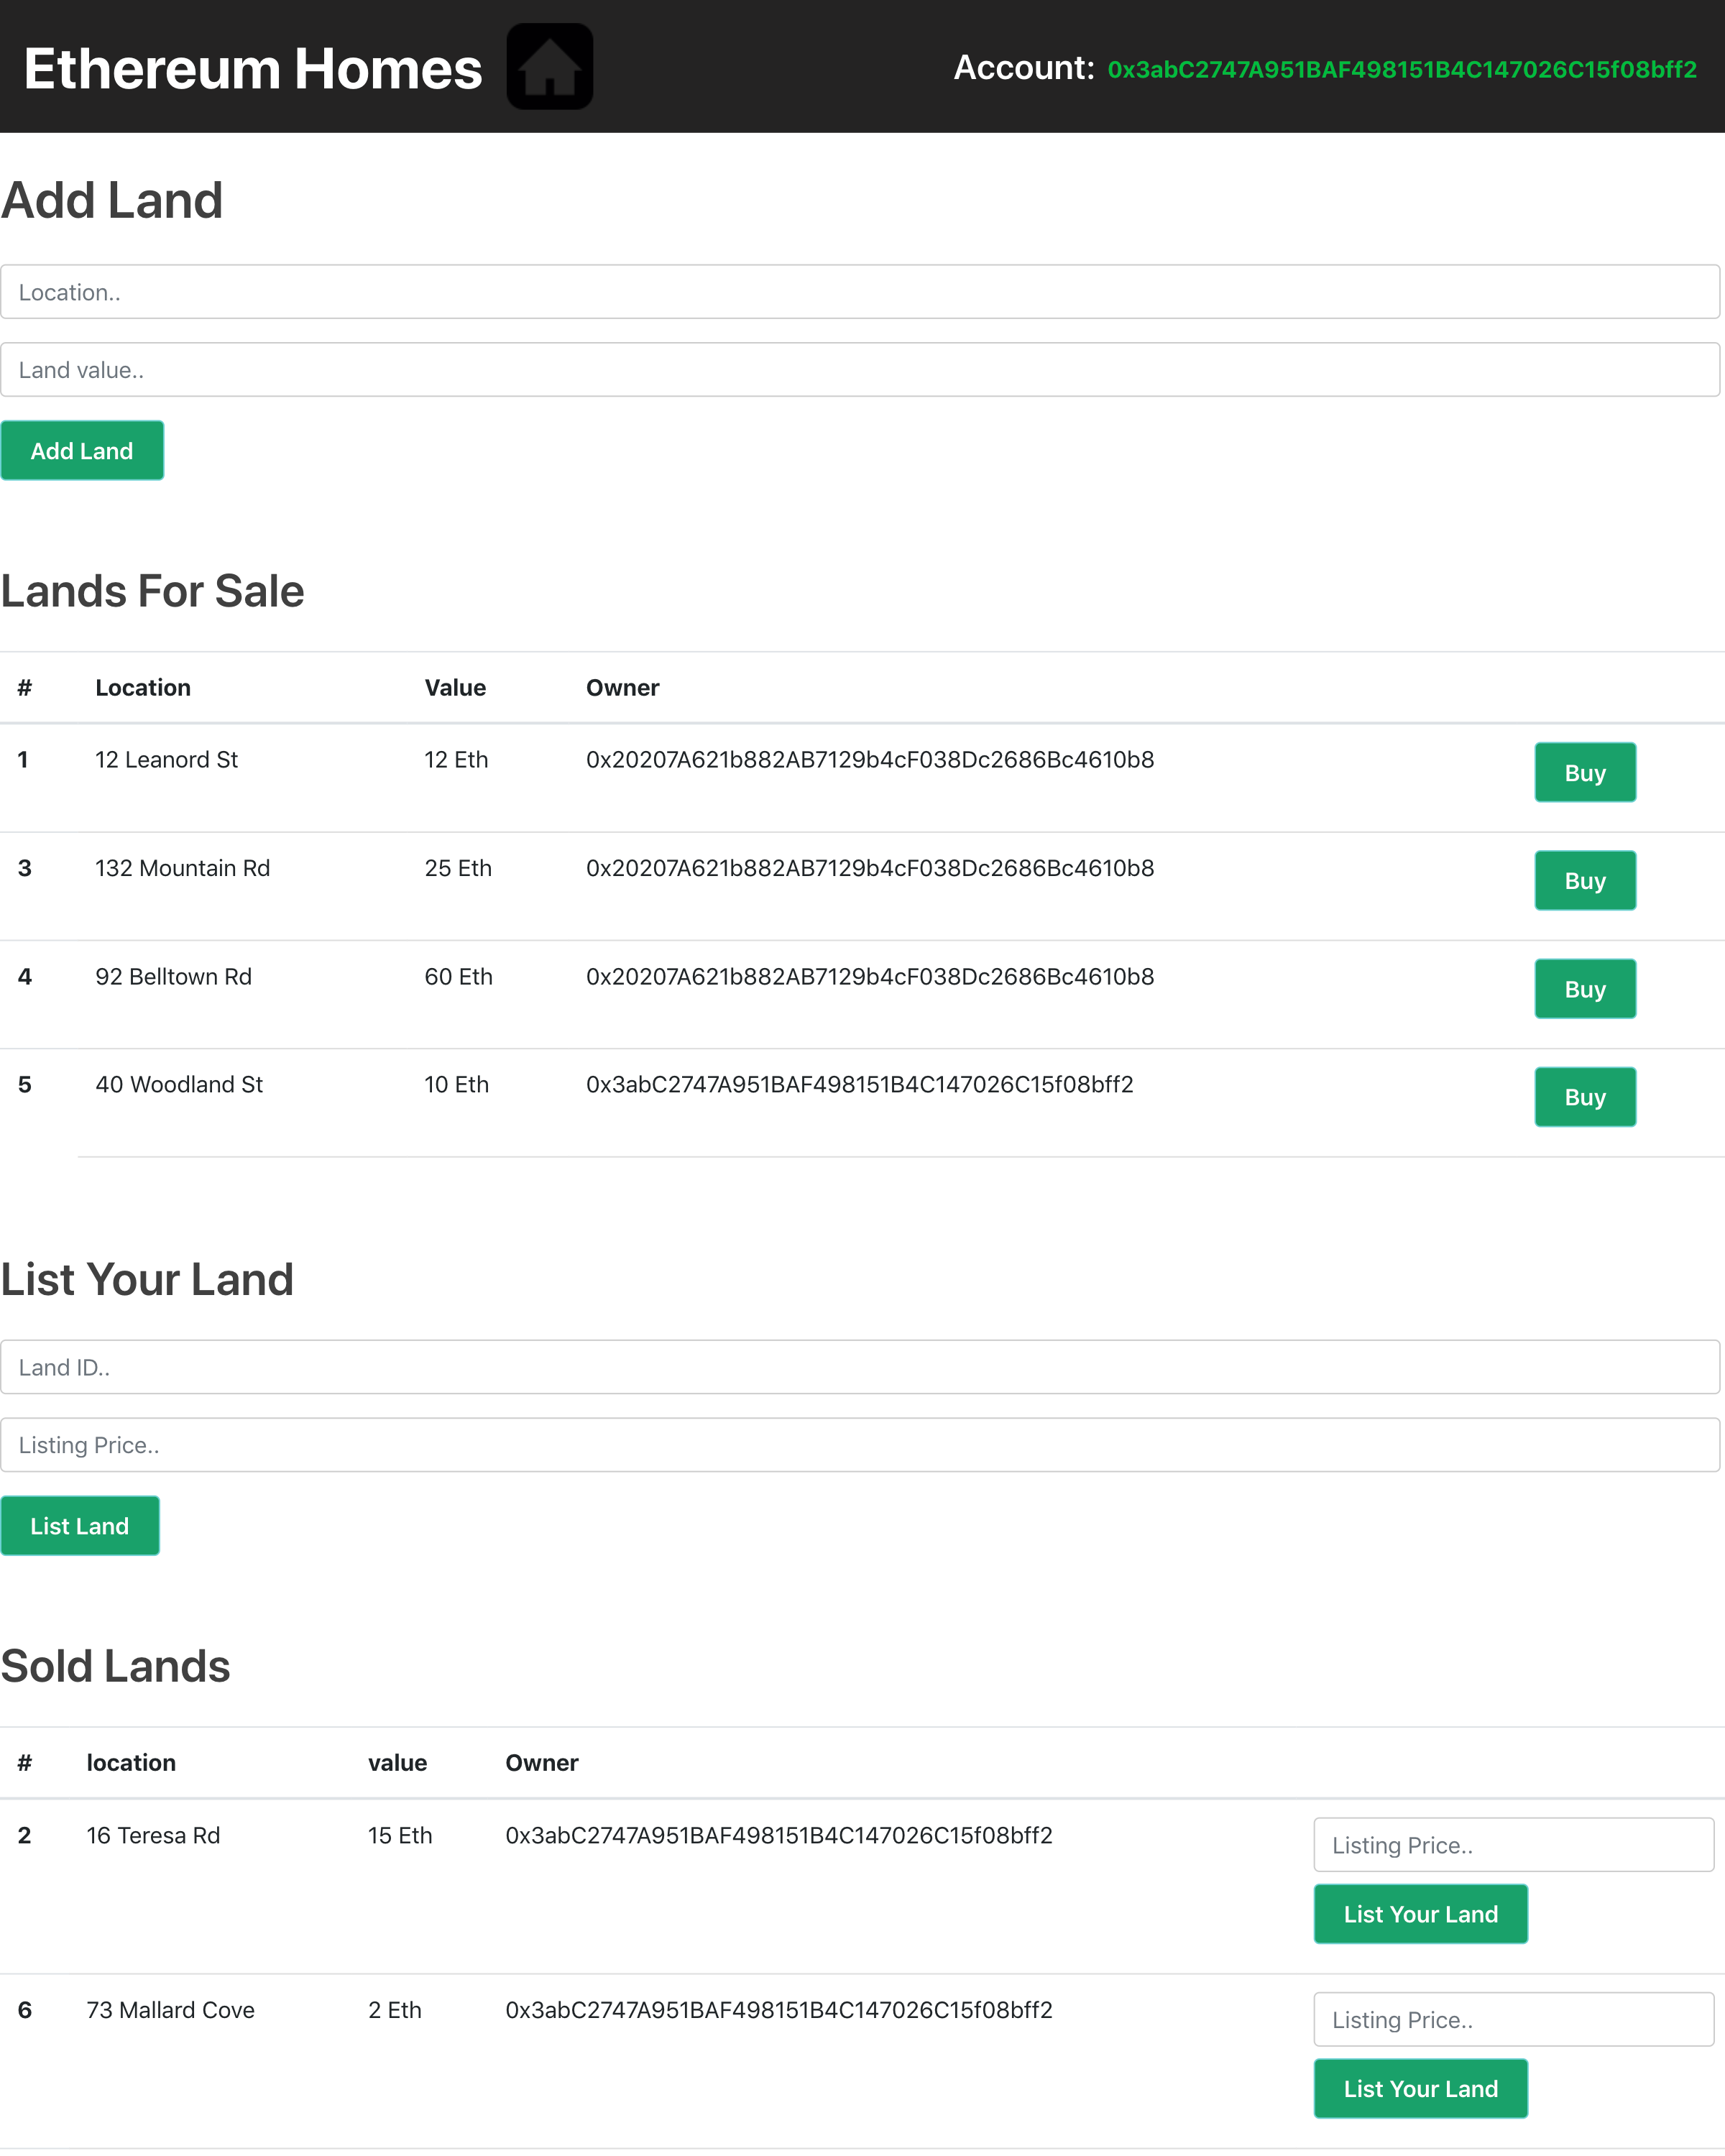 Ethereum Homes
Account: 0x3abC2747A951BAF498151B4C147026C15f08bff2
Add Land
Location..
Land value..
Add Land
Lands For Sale
# Location Value Owner
1 12 Leanord St 12 Eth 0x20207A621b882AB7129b4cF038Dc2686Bc4610b8 Buy
3 132 Mountain Rd 25 Eth 0x20207A621b882AB7129b4cF038Dc2686Bc4610b8 Buy
4 92 Belltown Rd 60 Eth 0x20207A621b882AB7129b4cF038Dc2686Bc4610b8 Buy
5 40 Woodland St 10 Eth 0x3abC2747A951BAF498151B4C147026C15f08bff2 Buy
List Your Land
Land ID..
Listing Price..
List Land
Sold Lands
# location value Owner
2 16 Teresa Rd 15 Eth 0x3abC2747A951BAF498151B4C147026C15f08bff2 Listing Price..
List Your Land
6 73 Mallard Cove 2 Eth 0x3abC2747A951BAF498151B4C147026C15f08bff2 Listing Price..
List Your Land